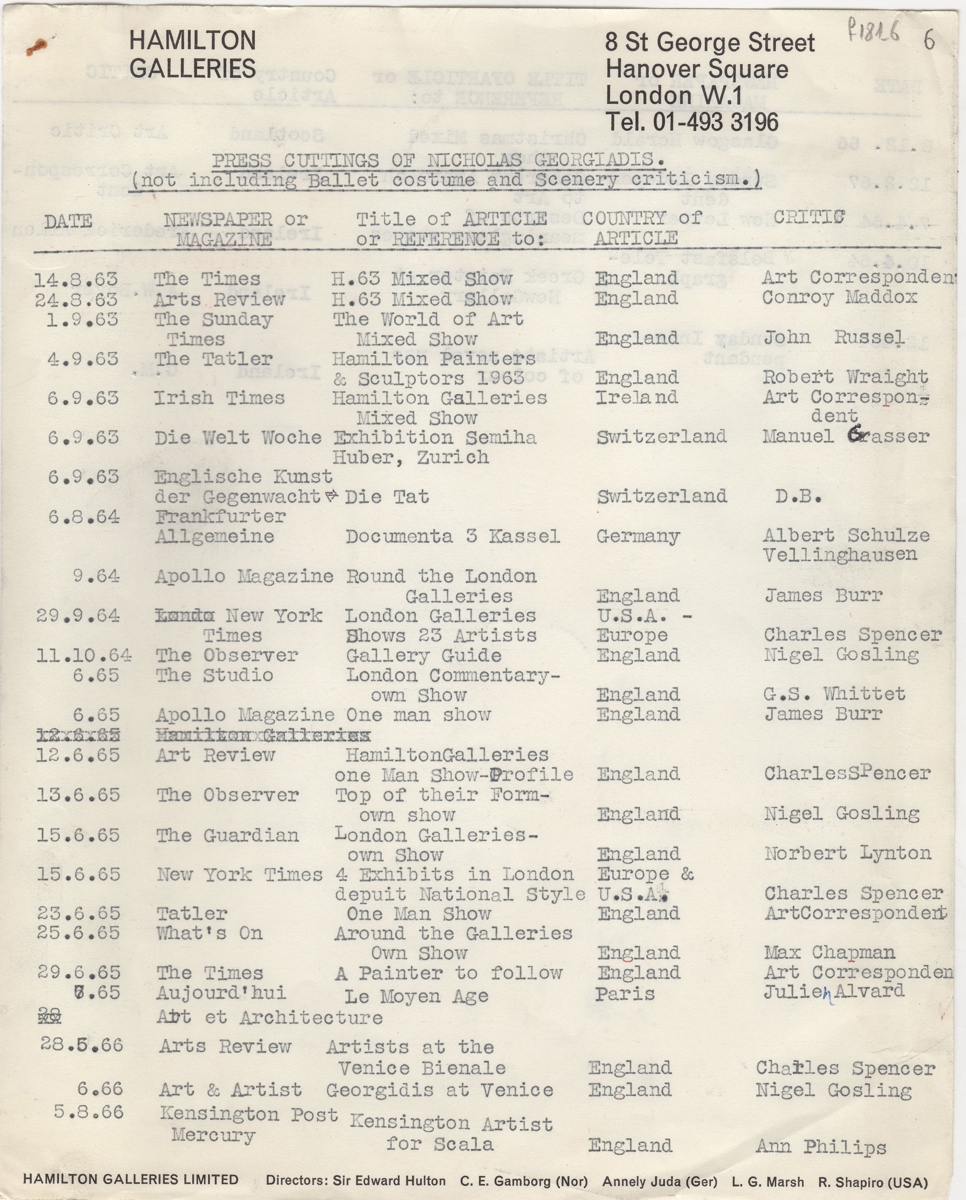 HAMILTON GALLERIES
8 St George Street
Hanover Square
London W.1
Tel. 01-493 3196
P1826 6
PRESS CUTTINGS OF NICHOLAS GEORGIADIS.
(not including Ballet costume and Scenery criticism.)
DATE NEWSPAPER or Title of ARTICLE COUNTRY of CRITIC
MAGAZINE or REFERENCE to: ARTICLE
14.8.63 The Times H.63 Mixed Show England Art Corresponden
24.8.63 Arts Review H.63 Mixed Show England Conroy Maddox
1.9.63 The Sunday The World of Art
Times Mixed Show England John Russel
4.9.63 The Tatler Hamilton Painters
& Sculptors 1963 England Robert Wraight
6.9.63 Irish Times Hamilton Galleries Ireland Art Correspon-
Mixed Show dent
6.9.63 Die Welt Woche Exhibition Semiha Switzerland Manuel Grasser
Huber, Zurich
6.9.63 Englische Kunst
der Gegenwacht Die Tat Switzerland D.B.
6.8.64 Frankfurter
Allgemeine Documenta 3 Kassel Germany Albert Schulze
Vellinghausen
9.64 Apollo Magazine Round the London
Galleries England James Burr
29.9.64 Londo New York London Galleries U.S.A. -
Times Shows 23 Artists Europe Charles Spencer
11.10.64 The Observer Gallery Guide England Nigel Gosling
6.65 The Studio London Commentary-
own Show England G.S. Whittet
6.65 Apollo Magazine One man show England James Burr
12.6.65 Hamilton Galleries
12.6.65 Art Review HamiltonGalleries
one Man Show-Profile England CharlesSPencer
13.6.65 The Observer Top of their Form-
own show England Nigel Gosling
15.6.65 The Guardian London Galleries-
own Show England Norbert Lynton
15.6.65 New York Times 4 Exhibits in London Europe &
depuit National Style U.S.A. Charles Spencer
23.6.65 Tatler One Man Show England ArtCorrespondent
25.6.65 What's On Around the Galleries
Own Show England Max Chapman
29.6.65 The Times A Painter to follow England Art Corresponden
7.65 Aujourd'hui Le Moyen Age Paris Julien Alvard
28 Art et Architecture
28.5.66 Arts Review Artists at the
Venice Bienale England Charles Spencer
6.66 Art & Artist Georgidis at Venice England Nigel Gosling
5.8.66 Kensington Post Kensington Artist
Mercury for Scala England Ann Philips
HAMILTON GALLERIES LIMITED Directors: Sir Edward Hulton C. E. Gamborg (Nor) Annely Juda (Ger) L. G. Marsh R. Shapiro (USA)